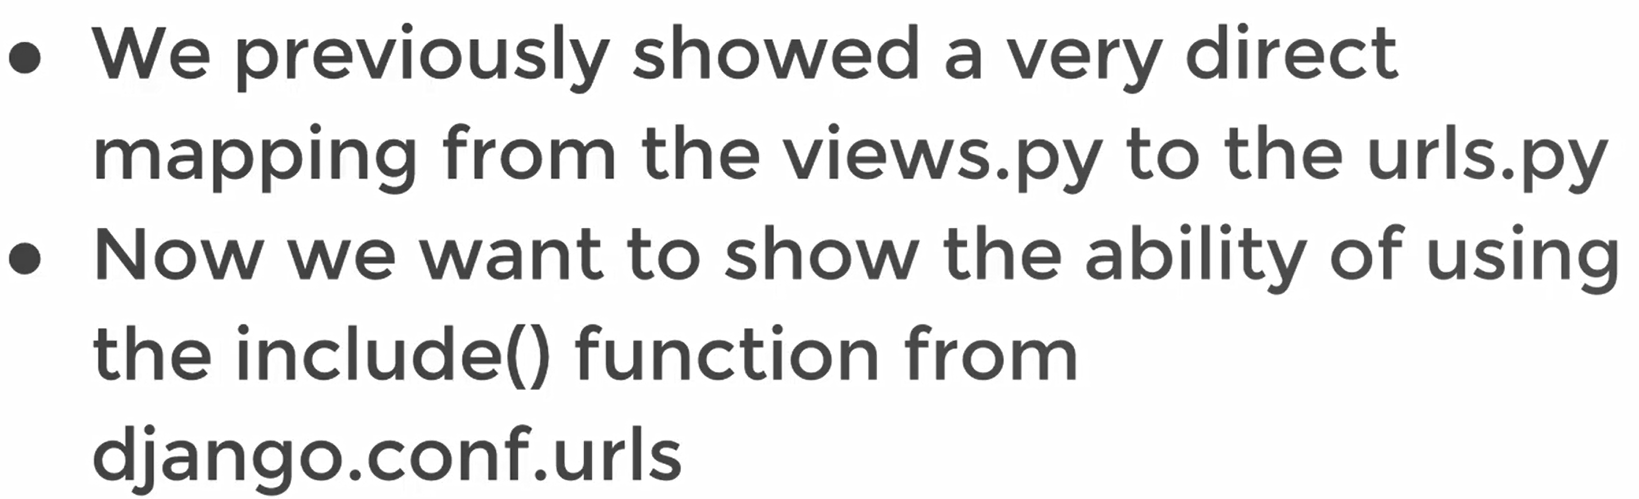 • We previously showed a very direct
mapping from the views.py to the urls.py
• Now we want to show the ability of using
the include() function from
django.conf.urls